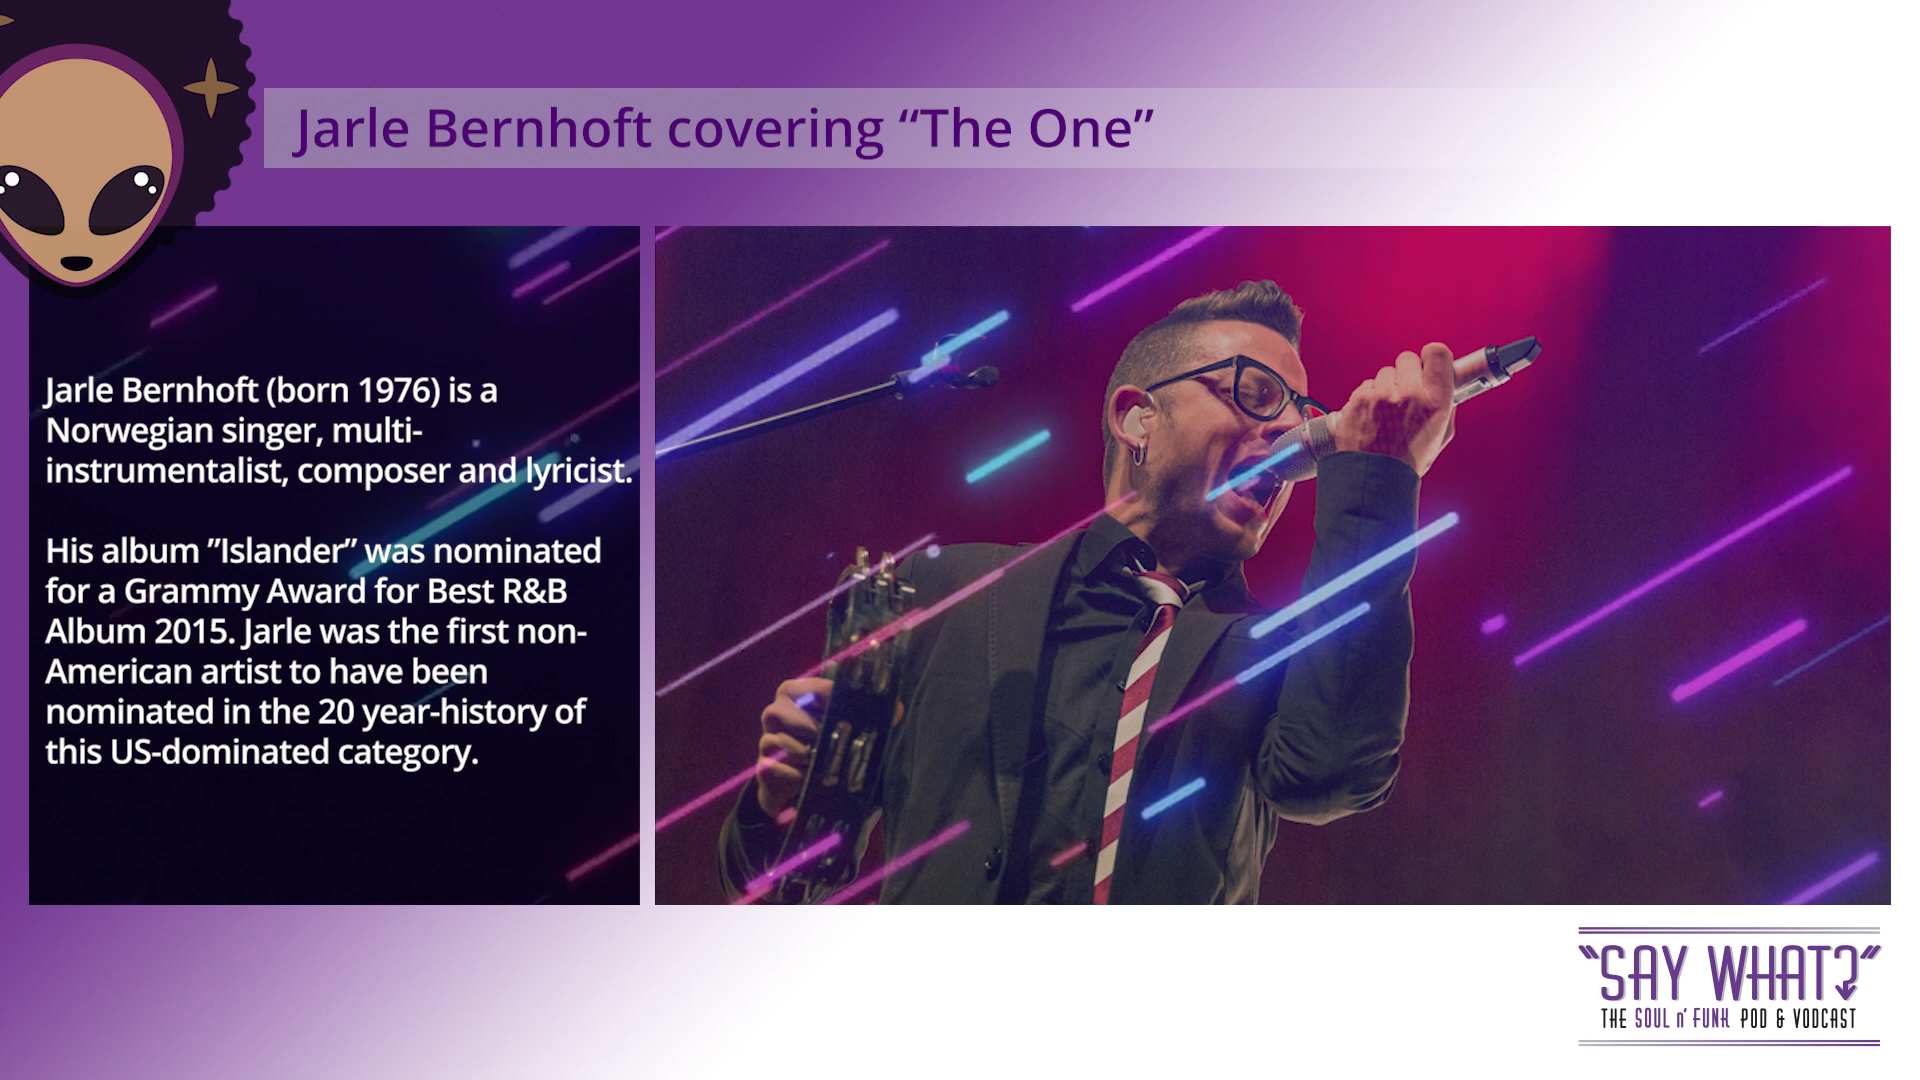 Jarle Bernhoft covering “The One”
Jarle Bernhoft (born 1976) is a
Norwegian singer, multi-
instrumentalist, composer and lyricist.
His album ”Islander” was nominated
for a Grammy Award for Best R&B
Album 2015. Jarle was the first non-
American artist to have been
nominated in the 20 year-history of
this US-dominated category.
"SAY WHAT?"
THE SOUL n' FUNK POD & VODCAST